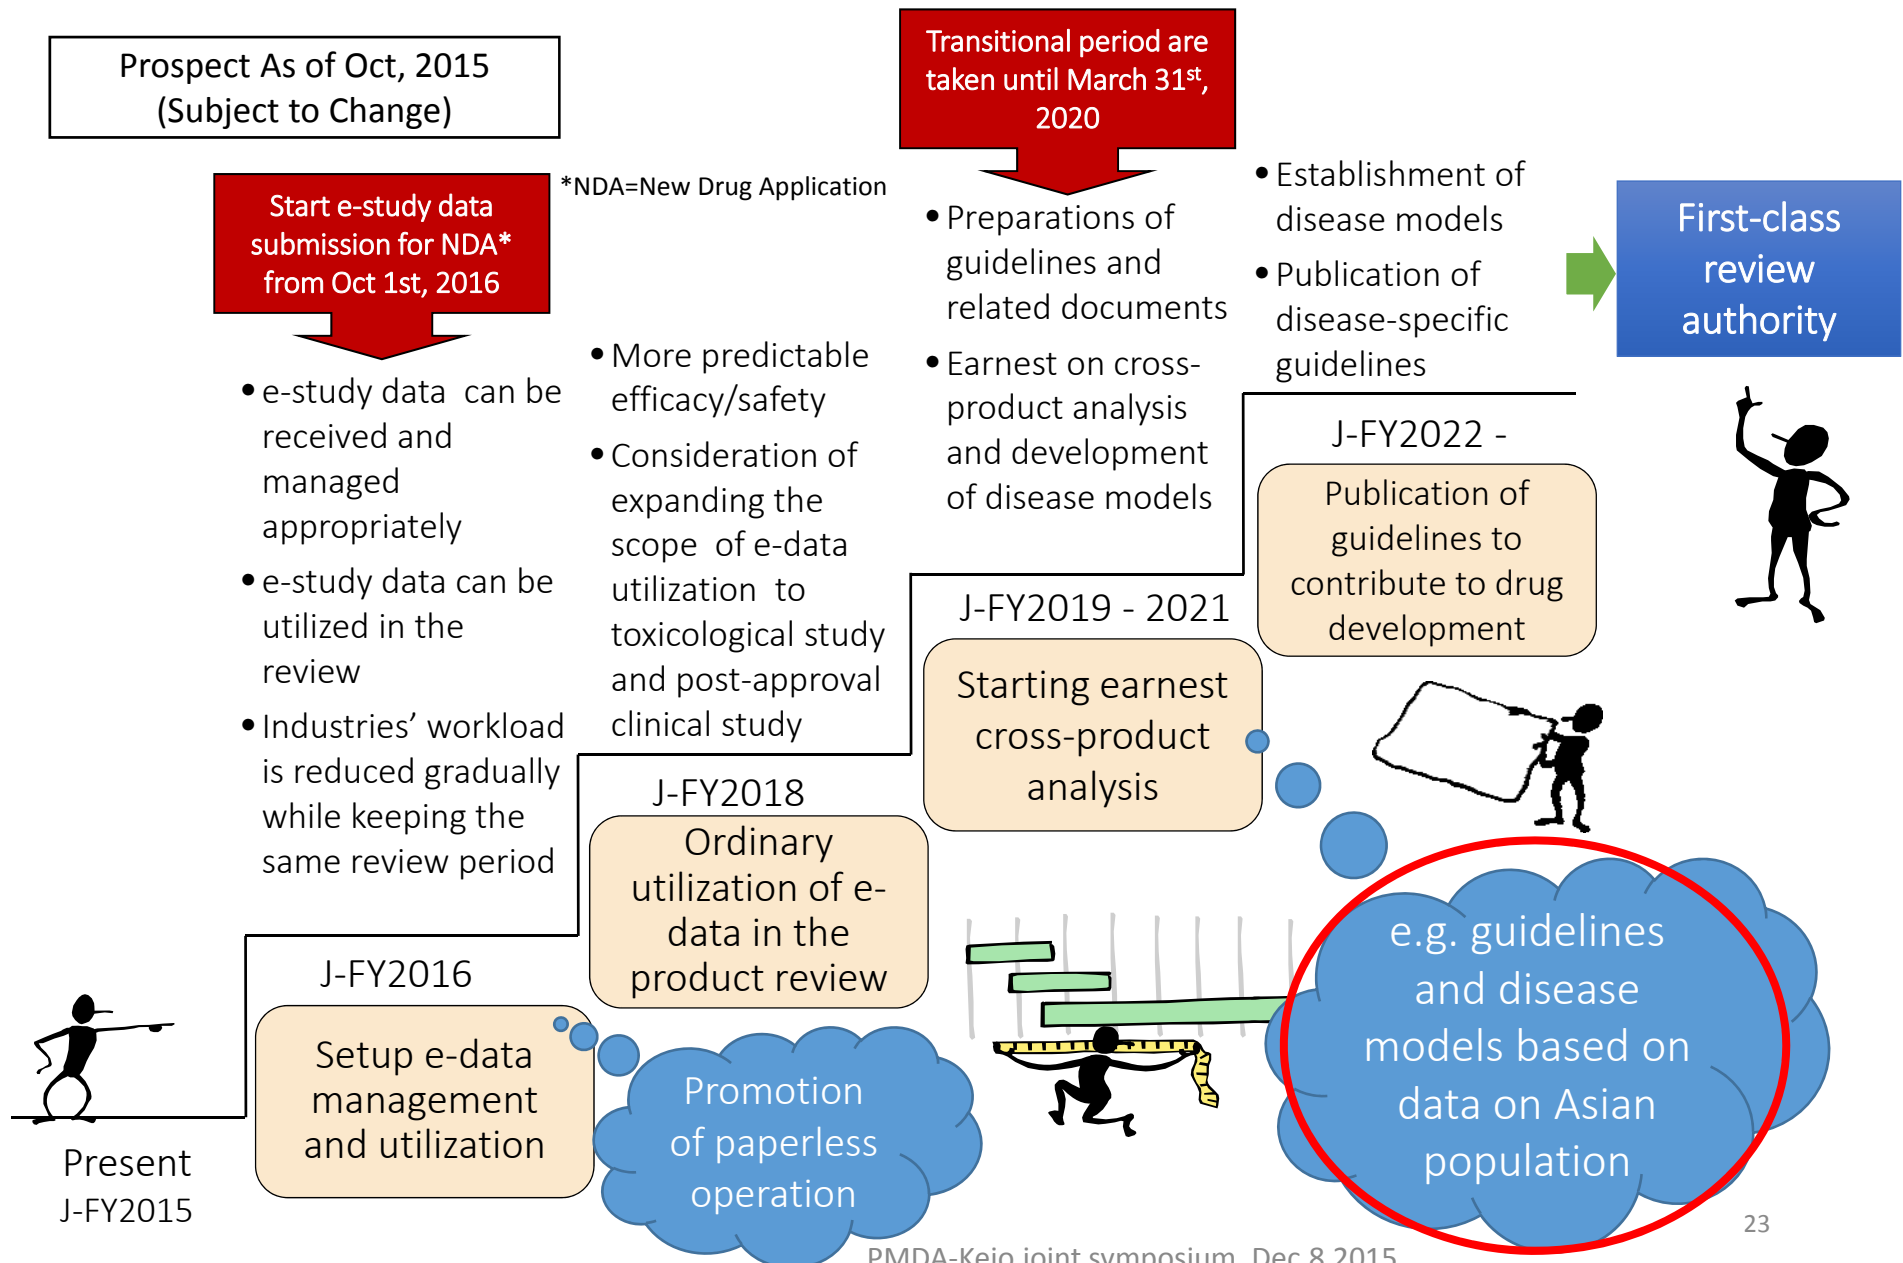 Prospect As of Oct, 2015
(Subject to Change)
Transitional period are
taken until March 31st,
2020
*NDA=New Drug Application
Start e-study data
submission for NDA*
from Oct 1st, 2016
• e-study data can be
received and
managed
appropriately
• e-study data can be
utilized in the
review
• Industries’ workload
is reduced gradually
while keeping the
same review period
• More predictable
efficacy/safety
• Consideration of
expanding the
scope of e-data
utilization to
toxicological study
and post-approval
clinical study
• Preparations of
guidelines and
related documents
• Earnest on cross-
product analysis
and development
of disease models
• Establishment of
disease models
• Publication of
disease-specific
guidelines
First-class
review
authority
Present
J-FY2015
J-FY2016
Setup e-data
management
and utilization
J-FY2018
Ordinary
utilization of e-
data in the
product review
J-FY2019 - 2021
Starting earnest
cross-product
analysis
J-FY2022 -
Publication of
guidelines to
contribute to drug
development
Promotion
of paperless
operation
e.g. guidelines
and disease
models based on
data on Asian
population
23
PMDA-Keio joint symposium, Dec 8 2015